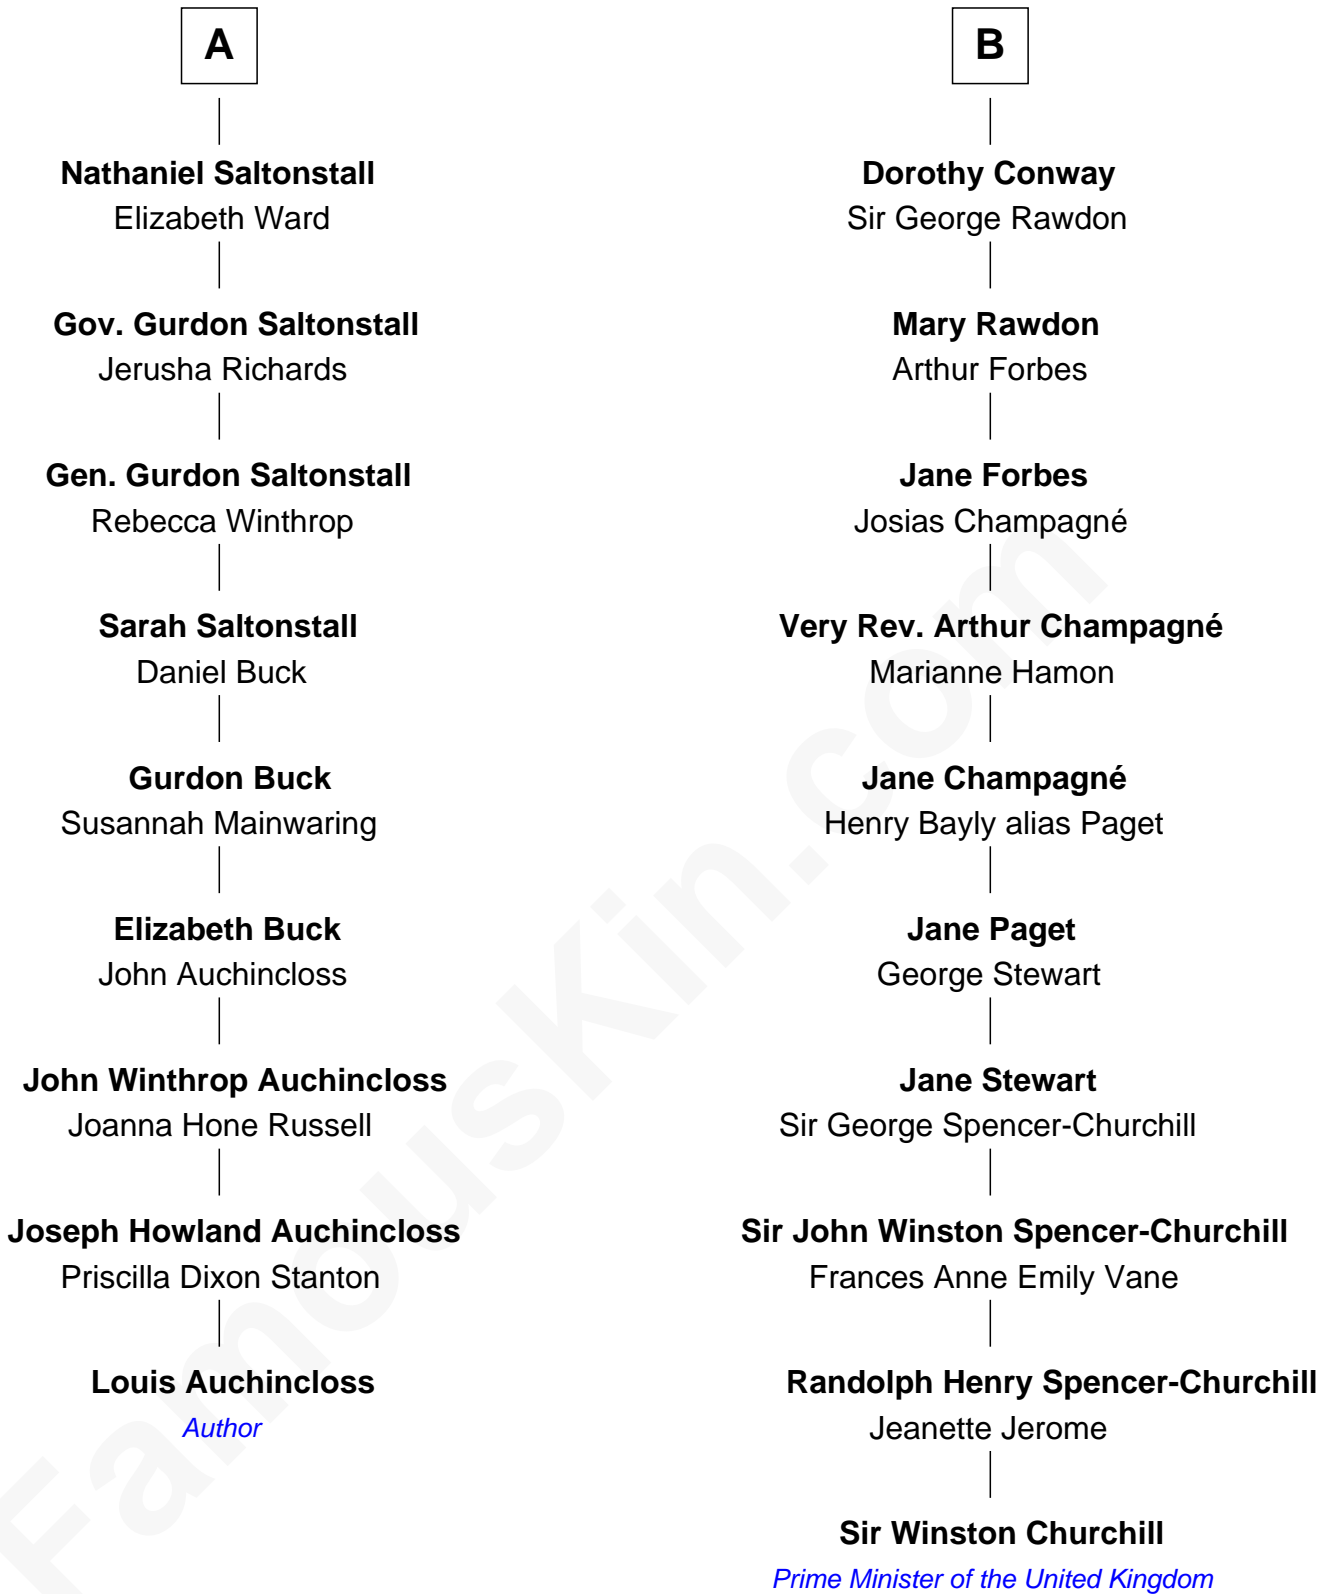 A
Nathaniel Saltonstall
Elizabeth Ward
Gov. Gurdon Saltonstall
Jerusha Richards
Gen. Gurdon Saltonstall
Rebecca Winthrop
Sarah Saltonstall
Daniel Buck
Gurdon Buck
Susannah Mainwaring
Elizabeth Buck
John Auchincloss
John Winthrop Auchincloss
Joanna Hone Russell
Joseph Howland Auchincloss
Priscilla Dixon Stanton
Louis Auchincloss
Author
B
Dorothy Conway
Sir George Rawdon
Mary Rawdon
Arthur Forbes
Jane Forbes
Josias Champagné
Very Rev. Arthur Champagné
Marianne Hamon
Jane Champagné
Henry Bayly alias Paget
Jane Paget
George Stewart
Jane Stewart
Sir George Spencer-Churchill
Sir John Winston Spencer-Churchill
Frances Anne Emily Vane
Randolph Henry Spencer-Churchill
Jeanette Jerome
Sir Winston Churchill
Prime Minister of the United Kingdom
FamousKin.com